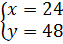 x = 24
y = 48